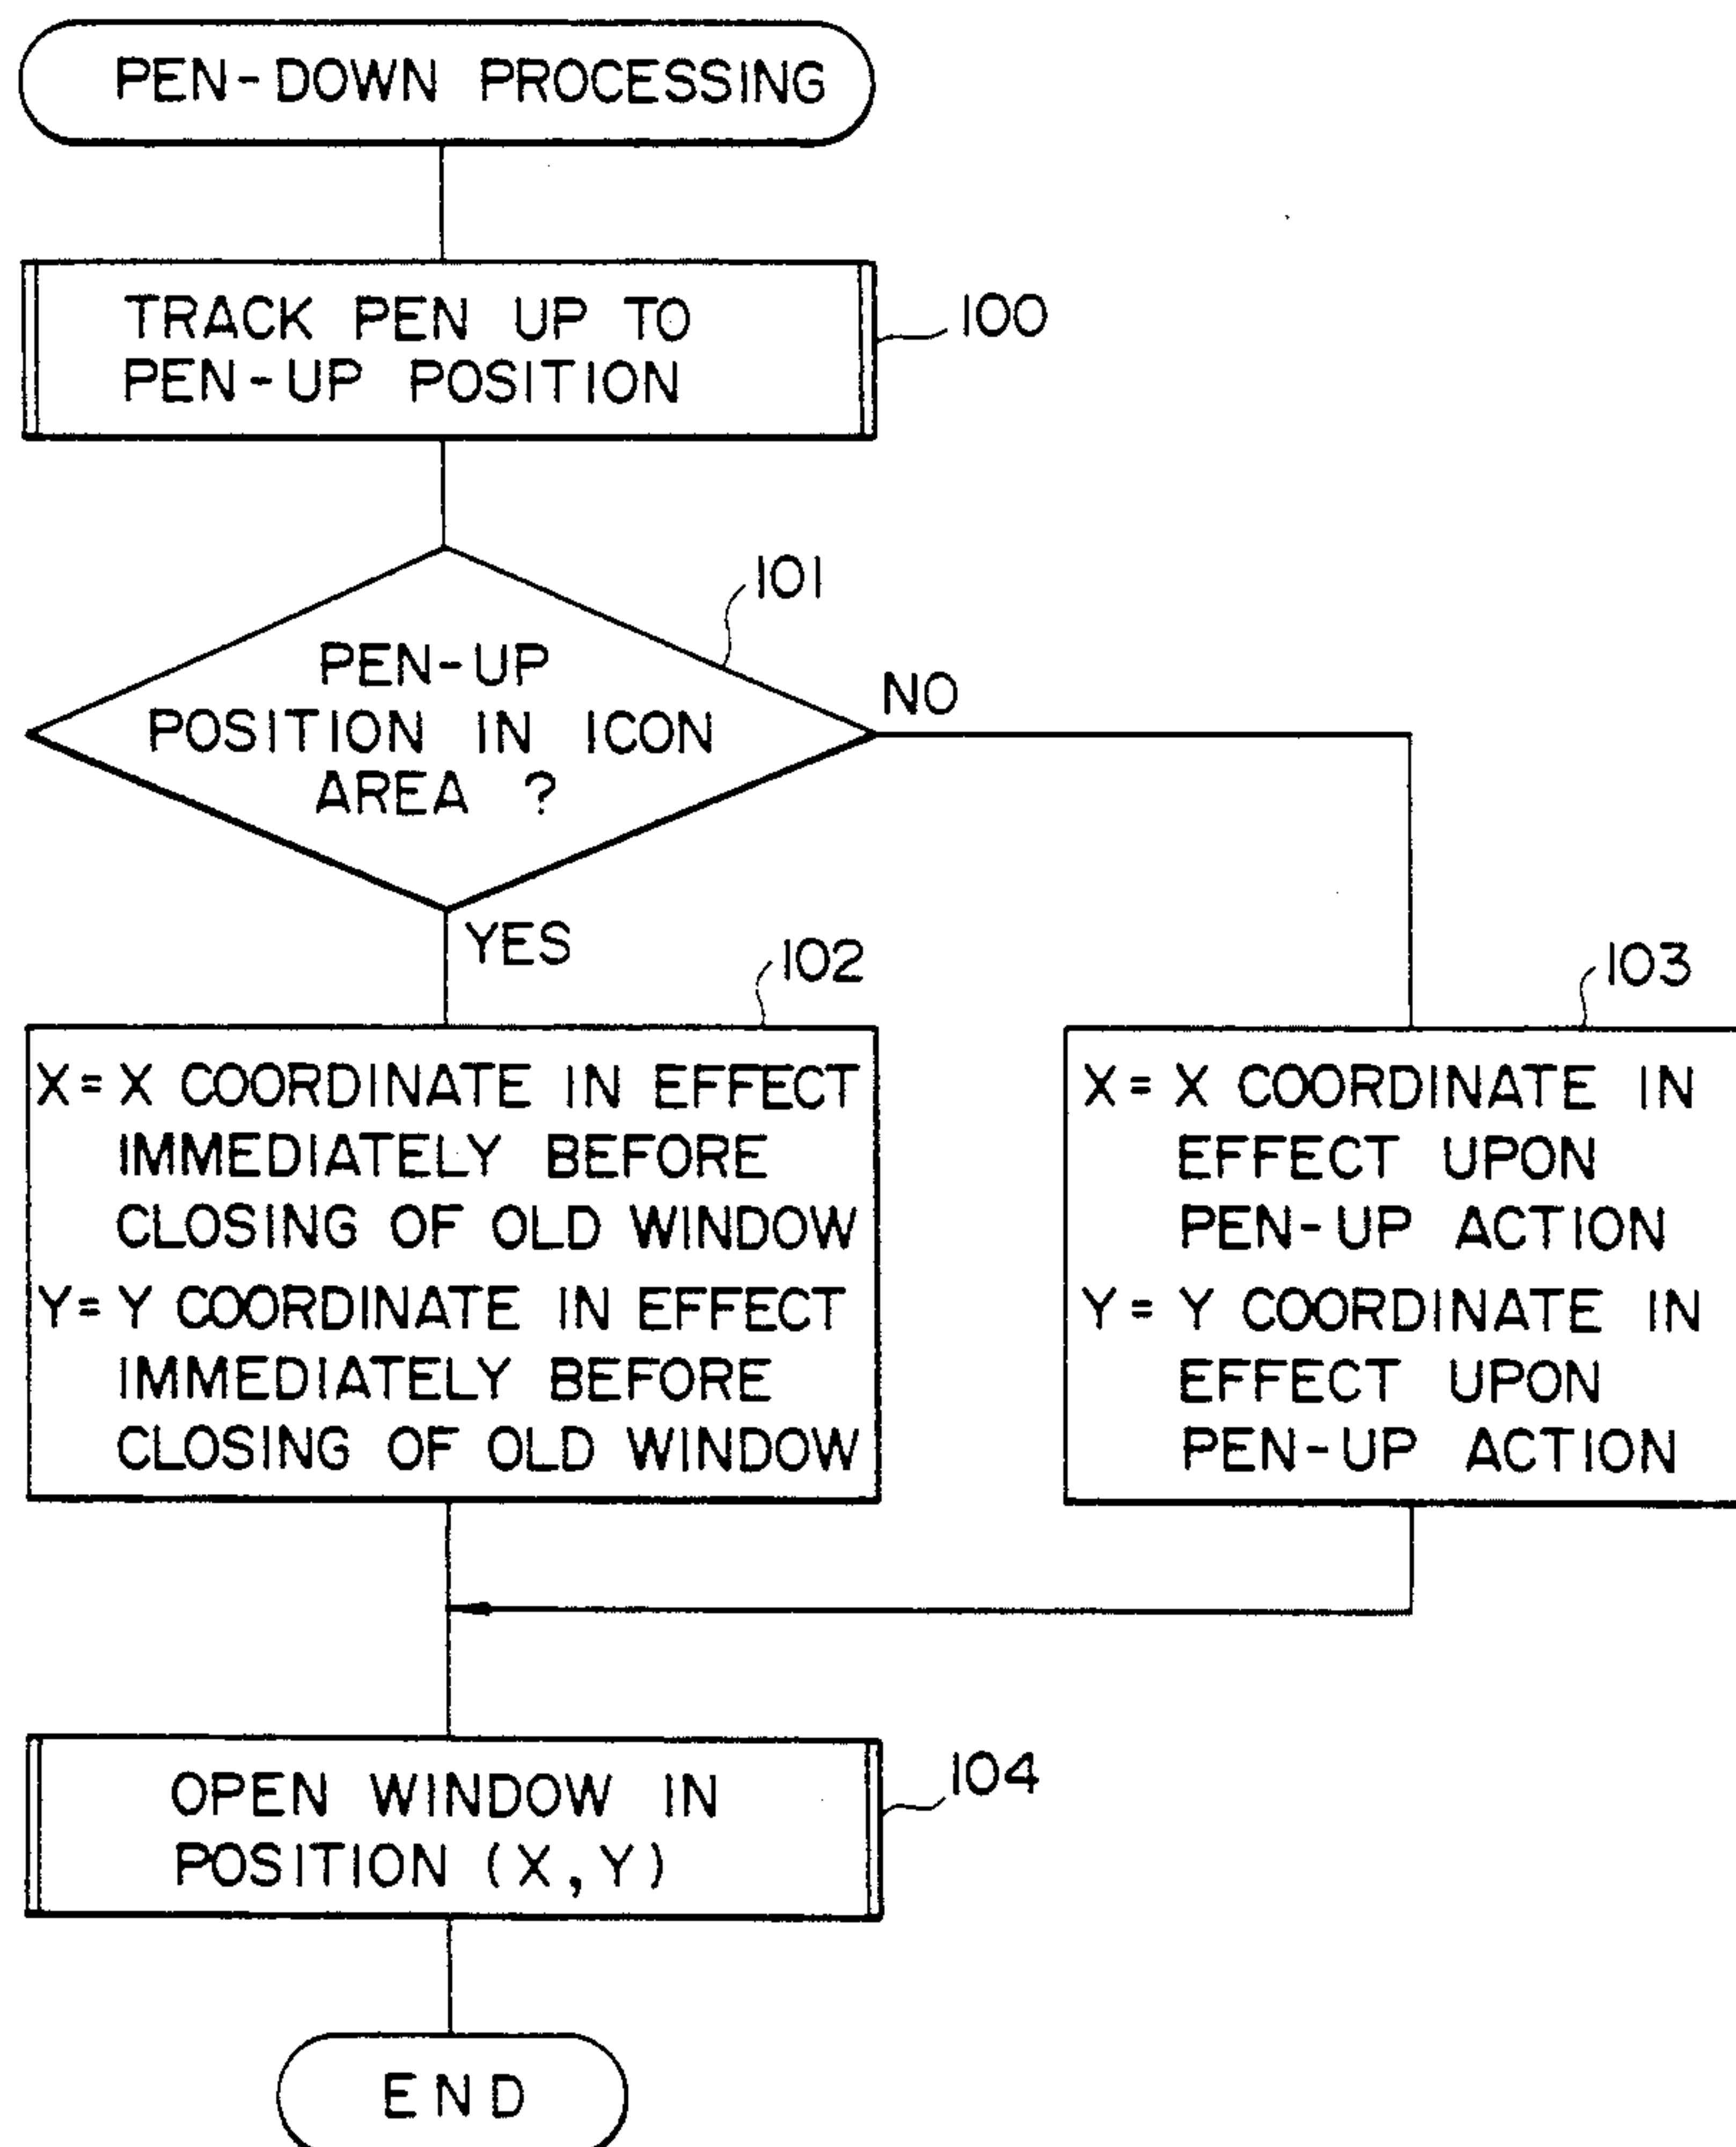 PEN-DOWN PROCESSING
TRACK PEN UP TO
PEN-UP POSITION
100
101
PEN-UP
POSITION IN ICON
AREA ?
NO
YES
102
X = X COORDINATE IN EFFECT
IMMEDIATELY BEFORE
CLOSING OF OLD WINDOW
Y = Y COORDINATE IN EFFECT
IMMEDIATELY BEFORE
CLOSING OF OLD WINDOW
103
X = X COORDINATE IN
EFFECT UPON
PEN-UP ACTION
Y = Y COORDINATE IN
EFFECT UPON
PEN-UP ACTION
OPEN WINDOW IN
POSITION (X, Y)
104
END